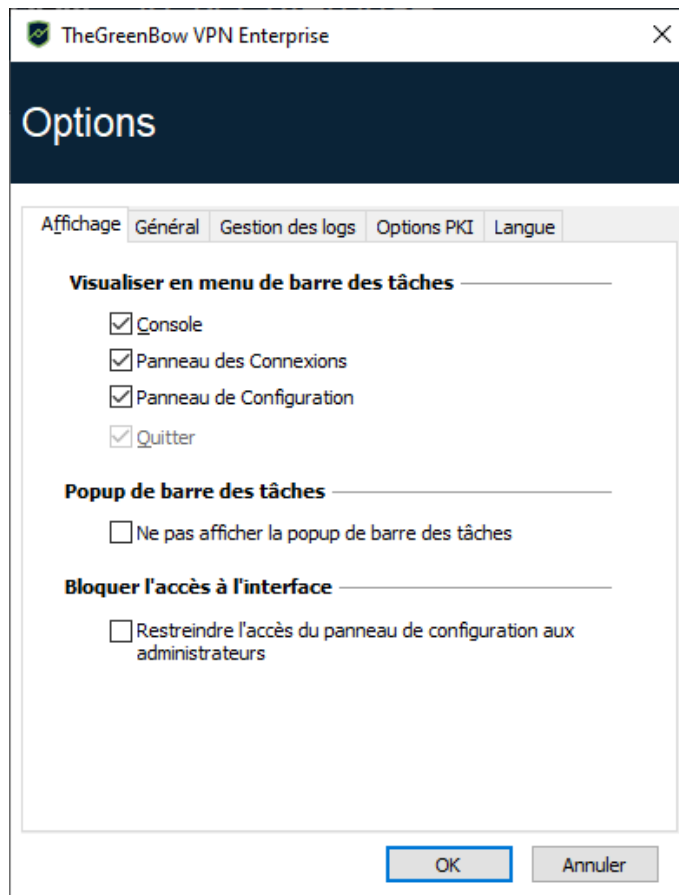 TheGreenBow VPN Enterprise
Options
Affichage
Général
Gestion des logs
Options PKI
Langue
Visualiser en menu de barre des tâches
Console
Panneau des Connexions
Panneau de Configuration
Quitter
Popup de barre des tâches
Ne pas afficher la popup de barre des tâches
Bloquer l'accès à l'interface
Restreindre l'accès du panneau de configuration aux
administrateurs
OK
Annuler